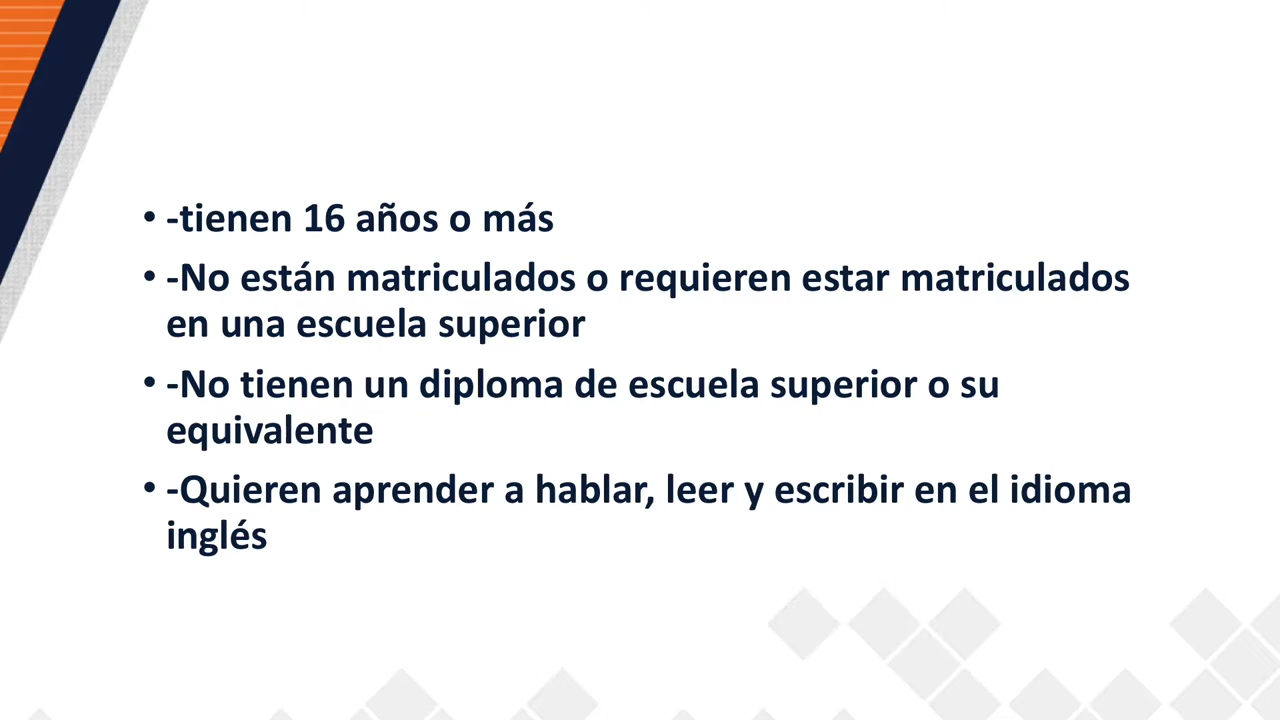 • -tienen 16 años o más
• -No están matriculados o requieren estar matriculados
en una escuela superior
• -No tienen un diploma de escuela superior o su
equivalente
• -Quieren aprender a hablar, leer y escribir en el idioma
inglés